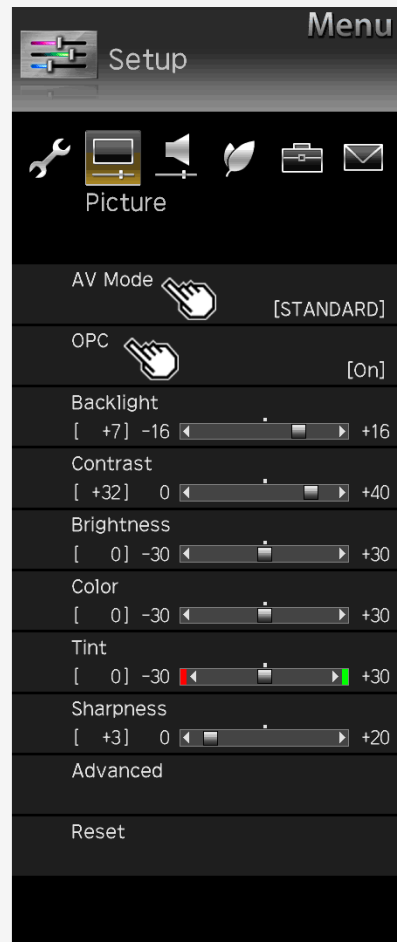 Menu
Setup
Picture
AV Mode
[STANDARD]
OPC
[On]
Backlight
[ +7] -16 +16
Contrast
[ +32] 0 +40
Brightness
[ 0] -30 +30
Color
[ 0] -30 +30
Tint
[ 0] -30 +30
Sharpness
[ +3] 0 +20
Advanced
Reset